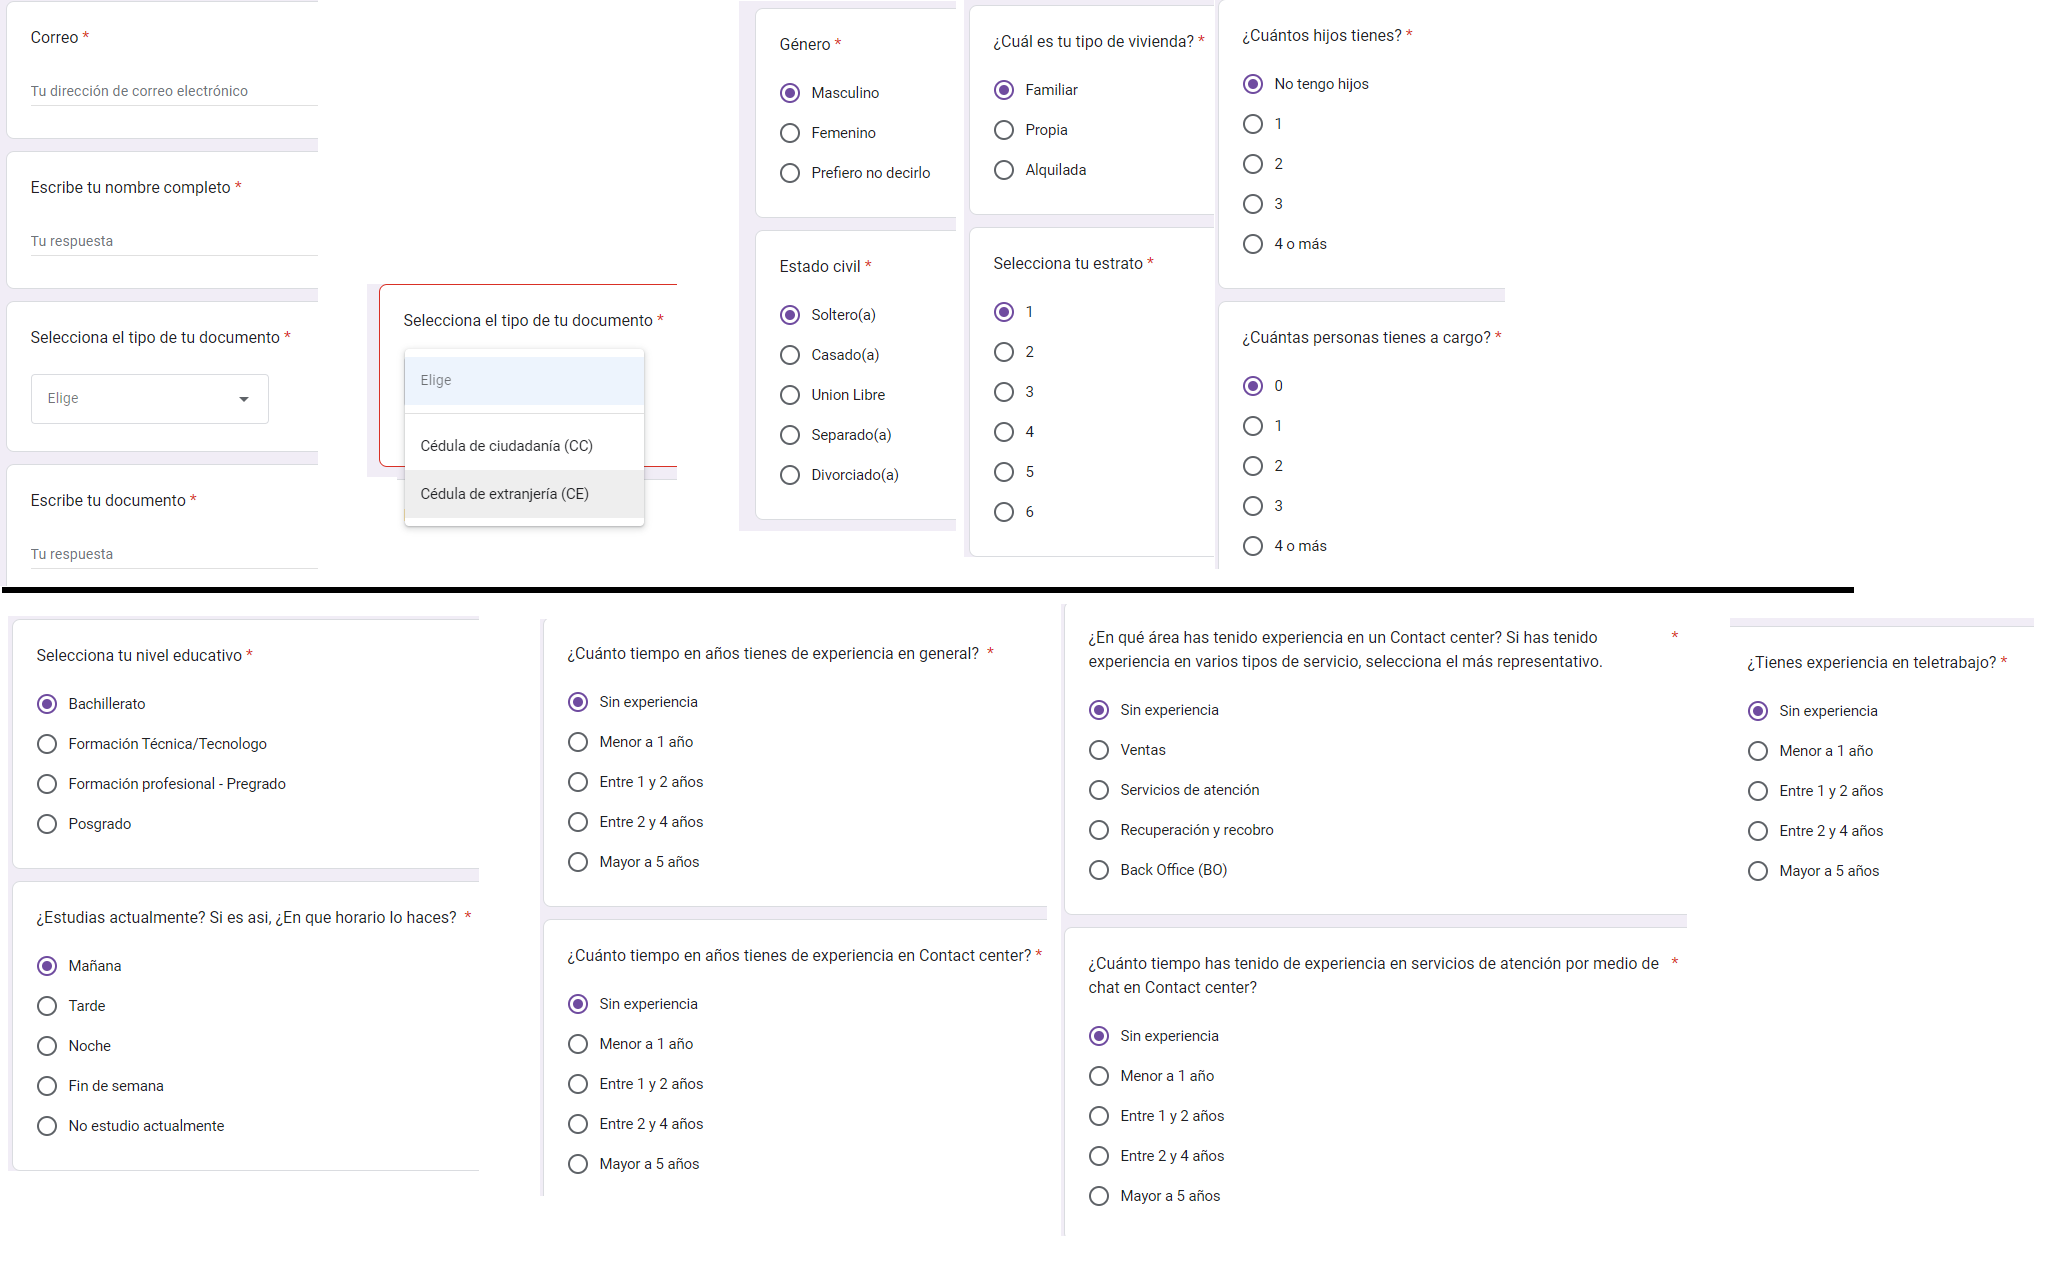 Correo *
Tu dirección de correo electrónico
Escribe tu nombre completo *
Tu respuesta
Selecciona el tipo de tu documento *
Elige
Escribe tu documento *
Tu respuesta
Selecciona el tipo de tu documento *
Elige
Cédula de ciudadanía (CC)
Cédula de extranjería (CE)
Género *
Masculino
Femenino
Prefiero no decirlo
Estado civil *
Soltero(a)
Casado(a)
Union Libre
Separado(a)
Divorciado(a)
¿Cuál es tu tipo de vivienda? *
Familiar
Propia
Alquilada
Selecciona tu estrato *
1
2
3
4
5
6
¿Cuántos hijos tienes? *
No tengo hijos
1
2
3
4 o más
¿Cuántas personas tienes a cargo? *
0
1
2
3
4 o más
Selecciona tu nivel educativo *
Bachillerato
Formación Técnica/Tecnologo
Formación profesional - Pregrado
Posgrado
¿Estudias actualmente? Si es asi, ¿En que horario lo haces? *
Mañana
Tarde
Noche
Fin de semana
No estudio actualmente
¿Cuánto tiempo en años tienes de experiencia en general? *
Sin experiencia
Menor a 1 año
Entre 1 y 2 años
Entre 2 y 4 años
Mayor a 5 años
¿Cuánto tiempo en años tienes de experiencia en Contact center? *
Sin experiencia
Menor a 1 año
Entre 1 y 2 años
Entre 2 y 4 años
Mayor a 5 años
¿En qué área has tenido experiencia en un Contact center? Si has tenido *
experiencia en varios tipos de servicio, selecciona el más representativo.
Sin experiencia
Ventas
Servicios de atención
Recuperación y recobro
Back Office (BO)
¿Cuánto tiempo has tenido de experiencia en servicios de atención por medio de *
chat en Contact center?
Sin experiencia
Menor a 1 año
Entre 1 y 2 años
Entre 2 y 4 años
Mayor a 5 años
¿Tienes experiencia en teletrabajo? *
Sin experiencia
Menor a 1 año
Entre 1 y 2 años
Entre 2 y 4 años
Mayor a 5 años